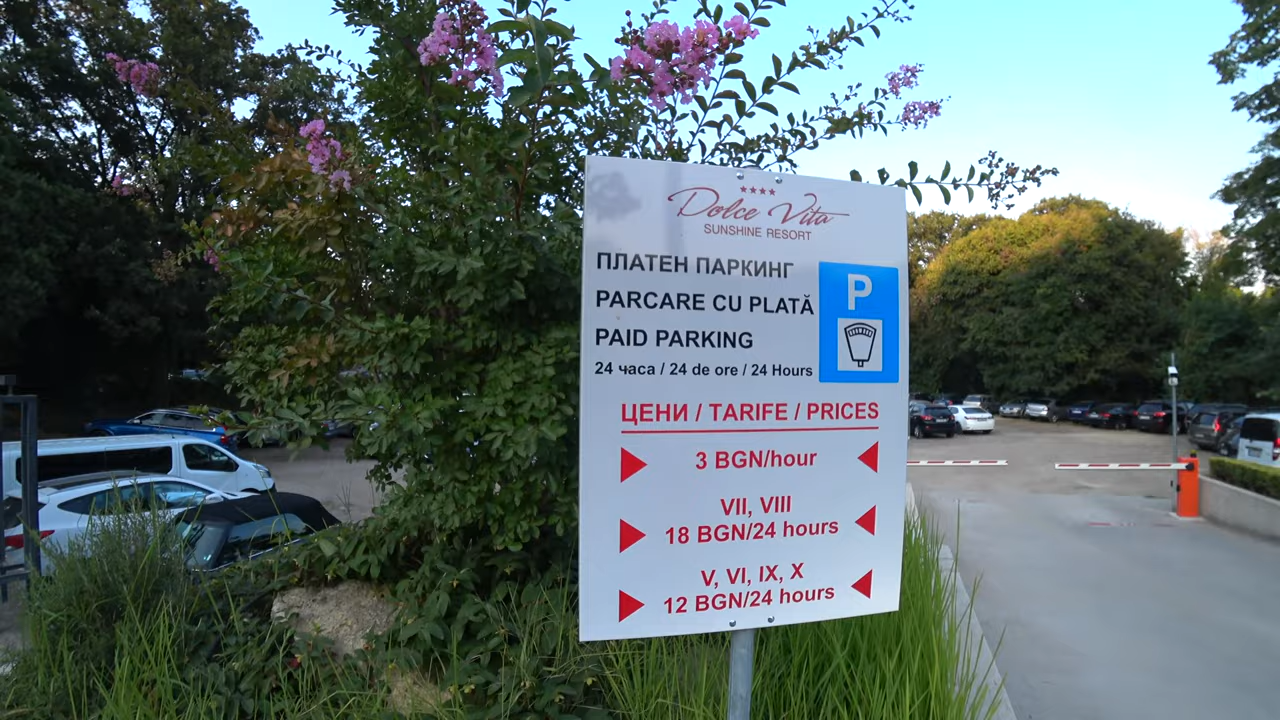 Dolce Vita
SUNSHINE RESORT
ПЛАТЕН ПАРКИНГ
PARCARE CU PLATĂ
PAID PARKING
24 часа / 24 de ore / 24 Hours
P
ЦЕНИ / TARIFE / PRICES
3 BGN/hour
VII, VIII
18 BGN/24 hours
V, VI, IX, X
12 BGN/24 hours